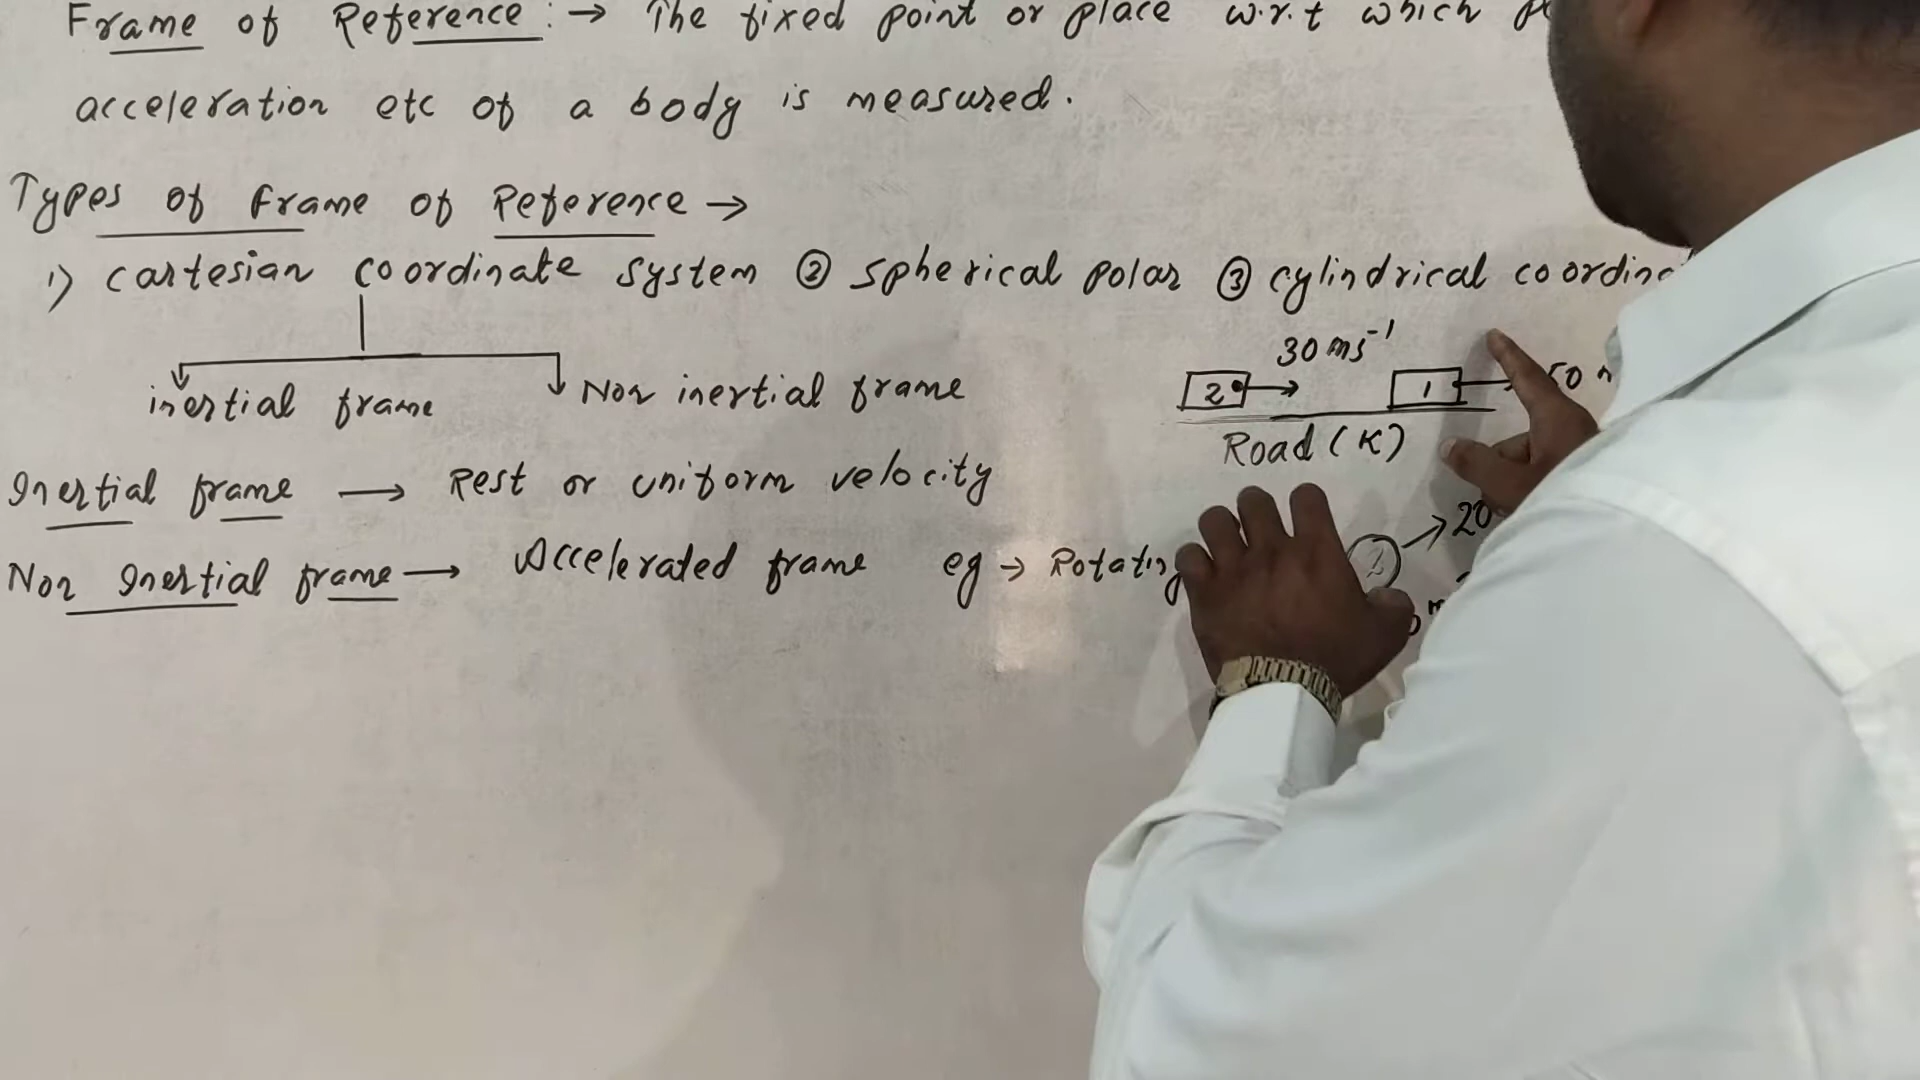 Frame of Reference :→ The fixed point or place w.r.t which
acceleration etc of a body is measured.
Types of Frame of Reference →
1) Cartesian coordinate system ② Spherical polar ③ cylindrical
inertial frame
Non inertial frame
2 → 30 ms⁻¹ 1 →
Road (K)
Inertial frame → Rest or uniform velocity
Non Inertial frame → Accelerated frame eg → Rotating
→ 20